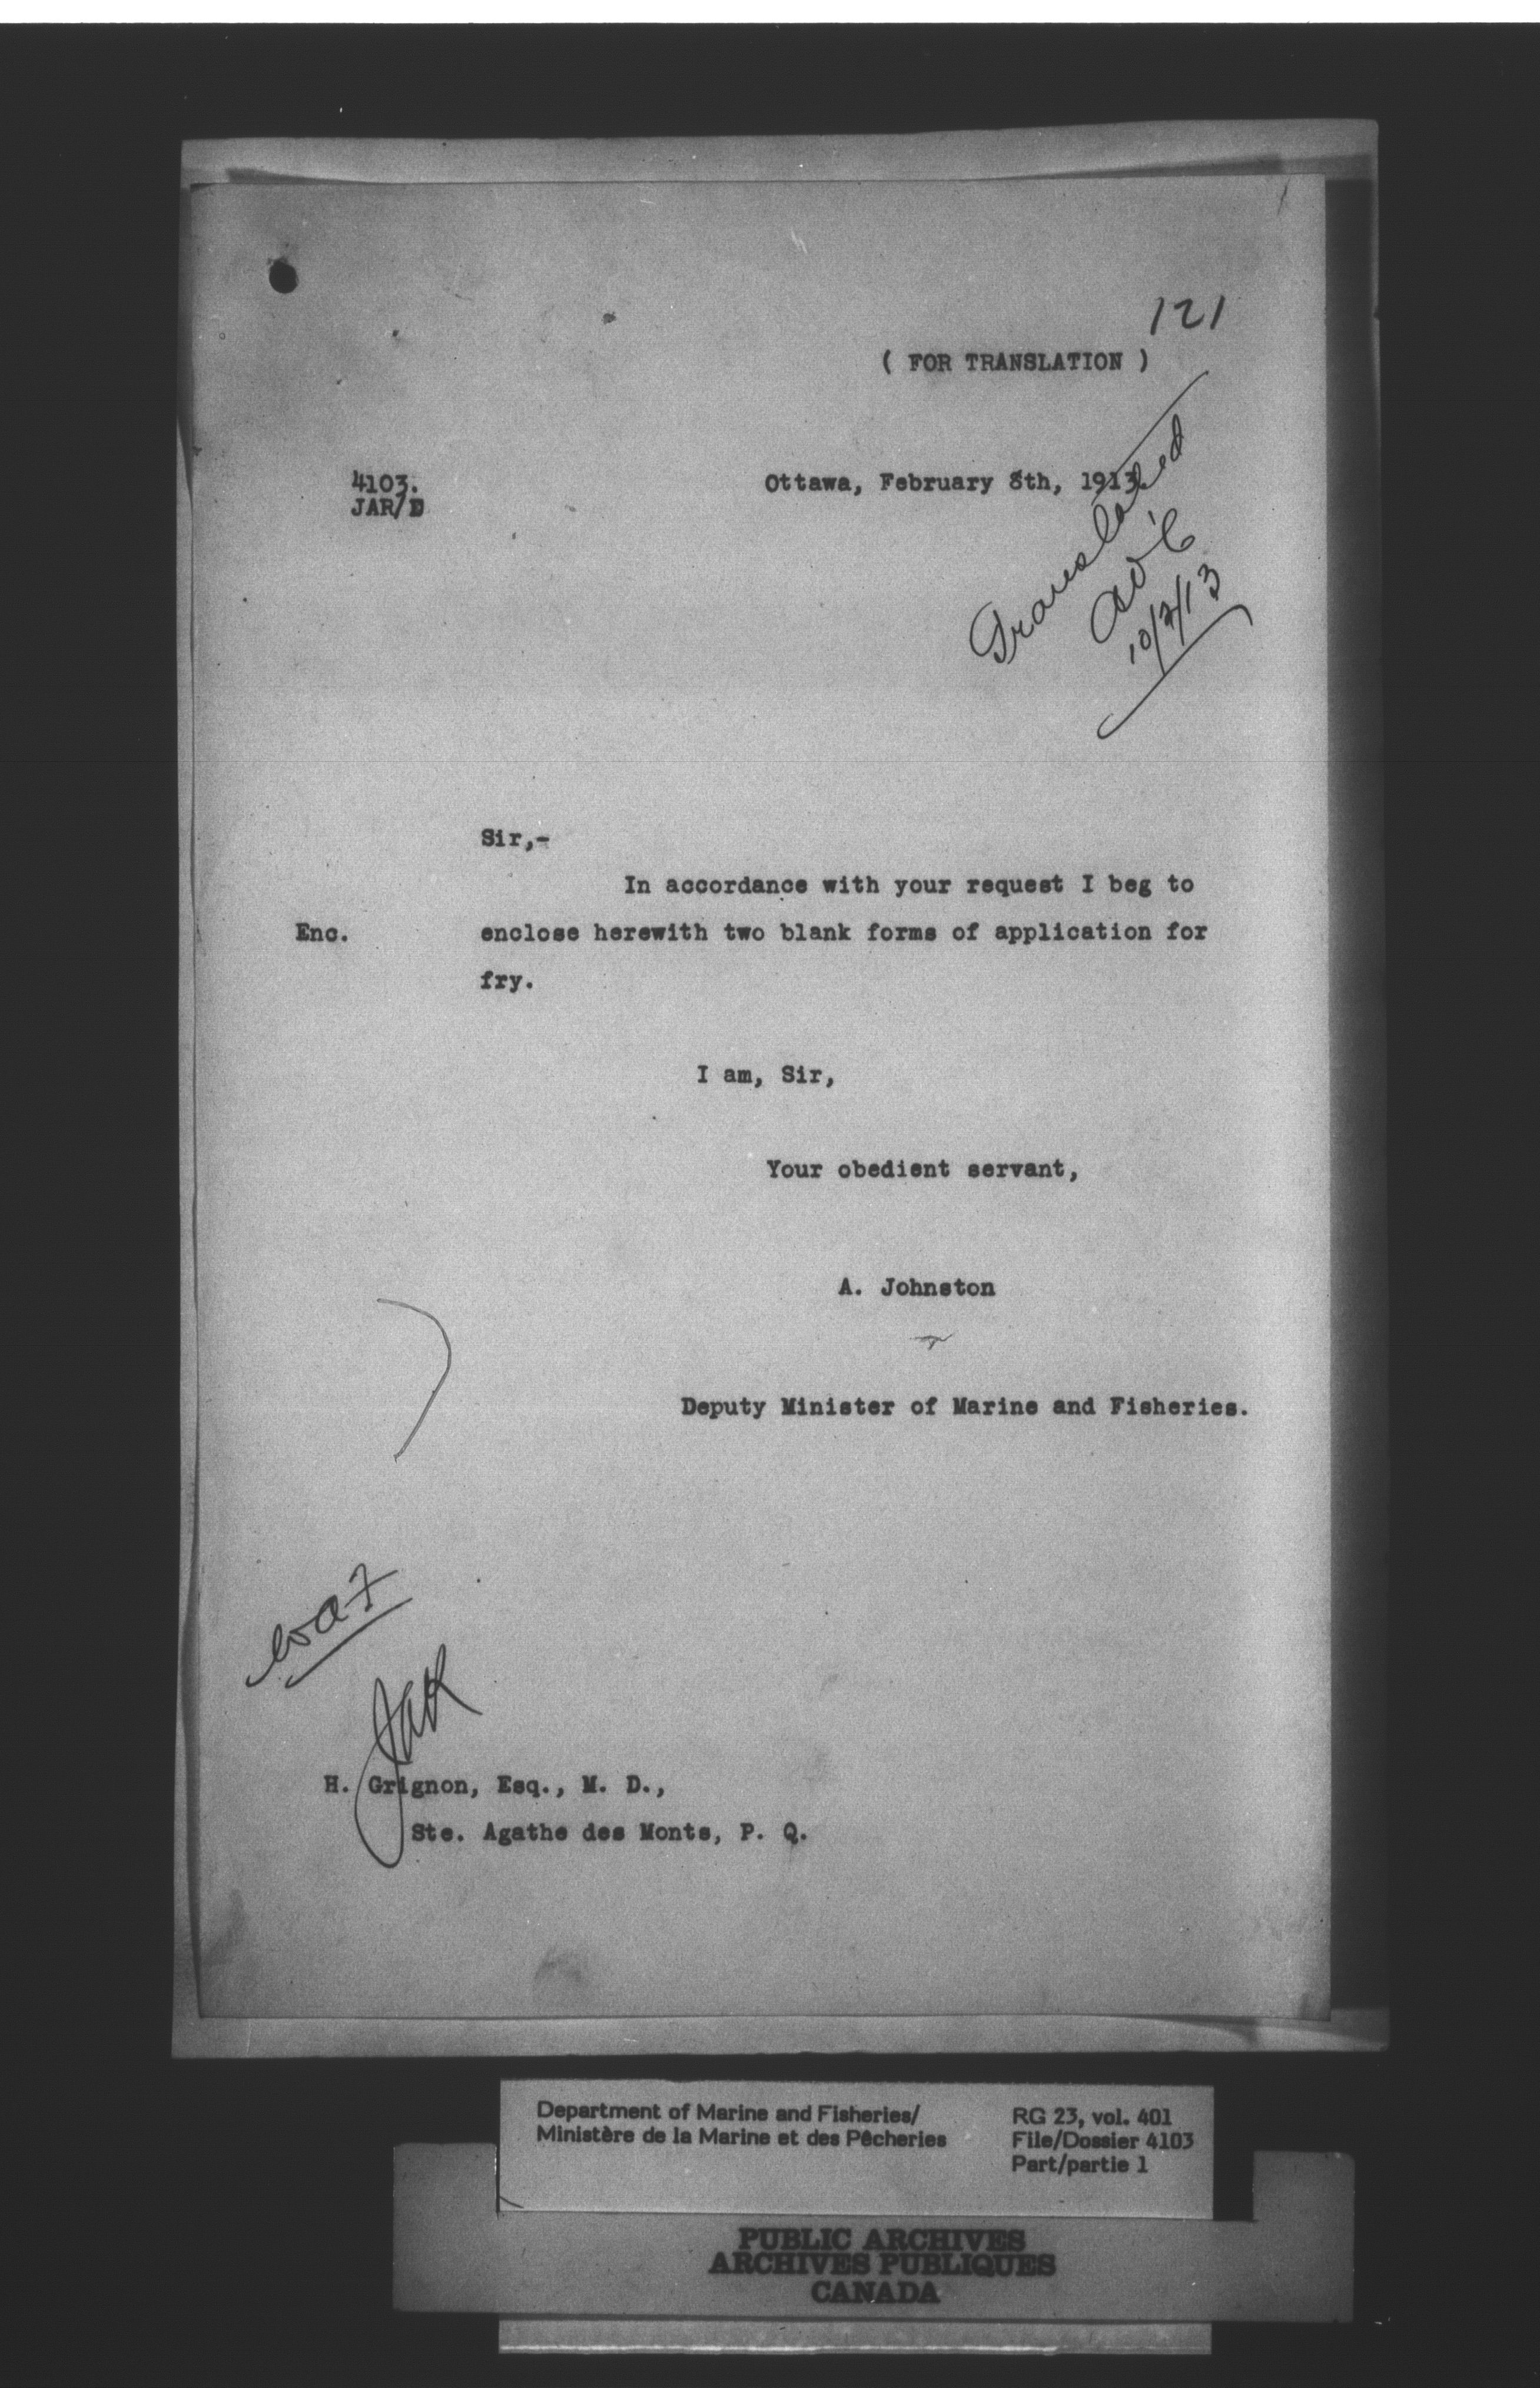 121
( FOR TRANSLATION )
4103.
JAR/D
Ottawa, February 8th, 1913.
Translated
10/2/13
Sir,-
In accordance with your request I beg to
Enc.
enclose herewith two blank forms of application for
fry.
I am, Sir,
Your obedient servant,
A. Johnston
Deputy Minister of Marine and Fisheries.
H. Grignon, Esq., M. D.,
Ste. Agathe des Monts, P. Q.
Department of Marine and Fisheries/
Ministère de la Marine et des Pêcheries
RG 23, vol. 401
File/Dossier 4103
Part/partie 1
PUBLIC ARCHIVES
ARCHIVES PUBLIQUES
CANADA